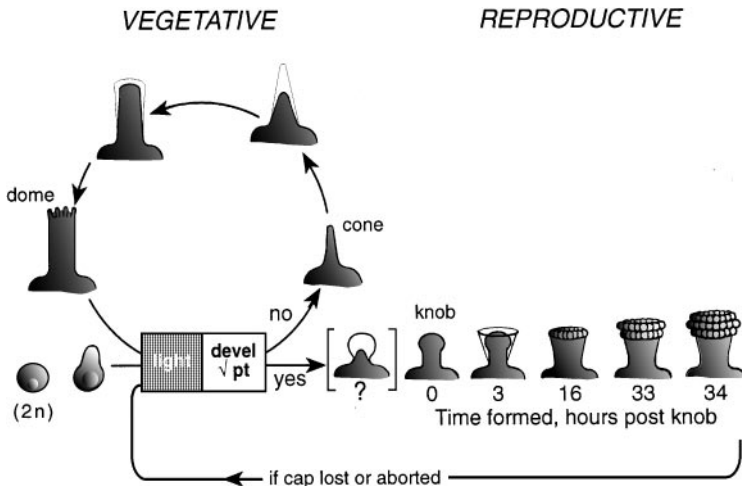 VEGETATIVE
REPRODUCTIVE
dome
cone
no
knob
light
devel
√ pt
yes
(2n)
?
0
3
16
33
34
Time formed, hours post knob
if cap lost or aborted